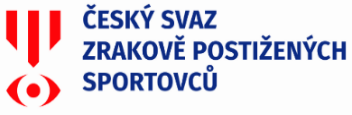 ČESKÝ SVAZ
ZRAKOVĚ POSTIŽENÝCH
SPORTOVCŮ